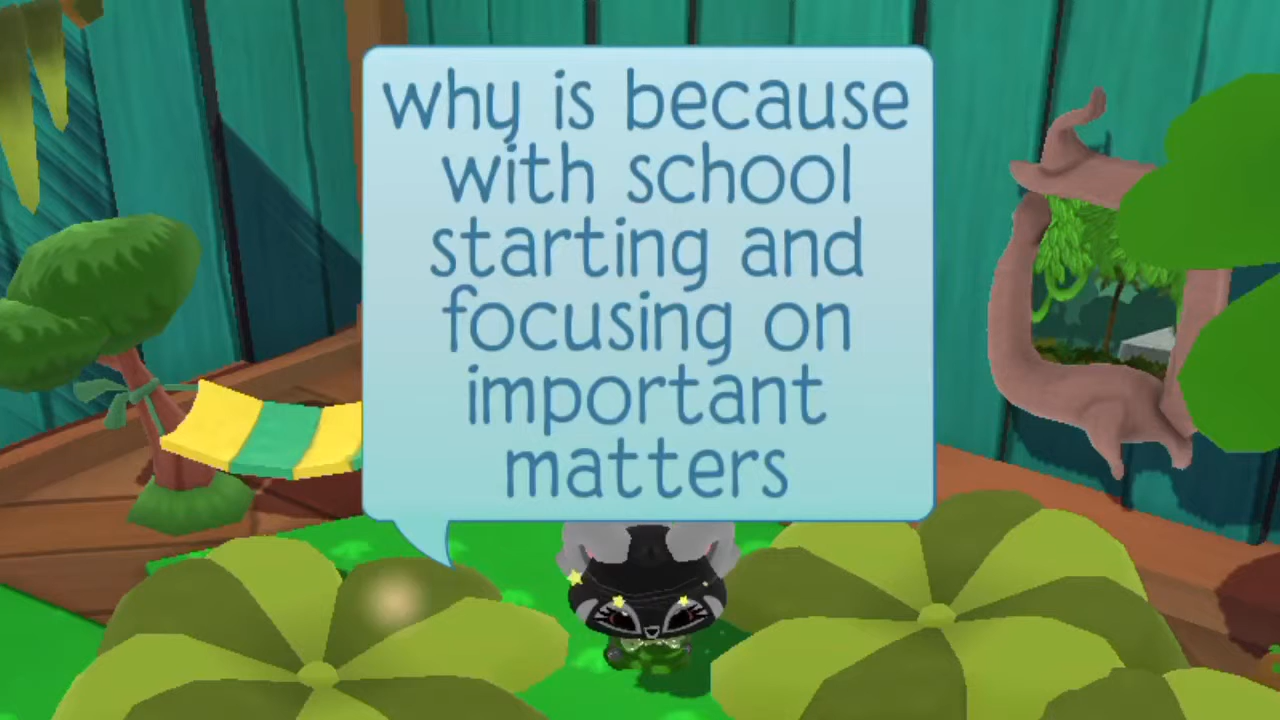 why is because
with school
starting and
focusing on
important
matters